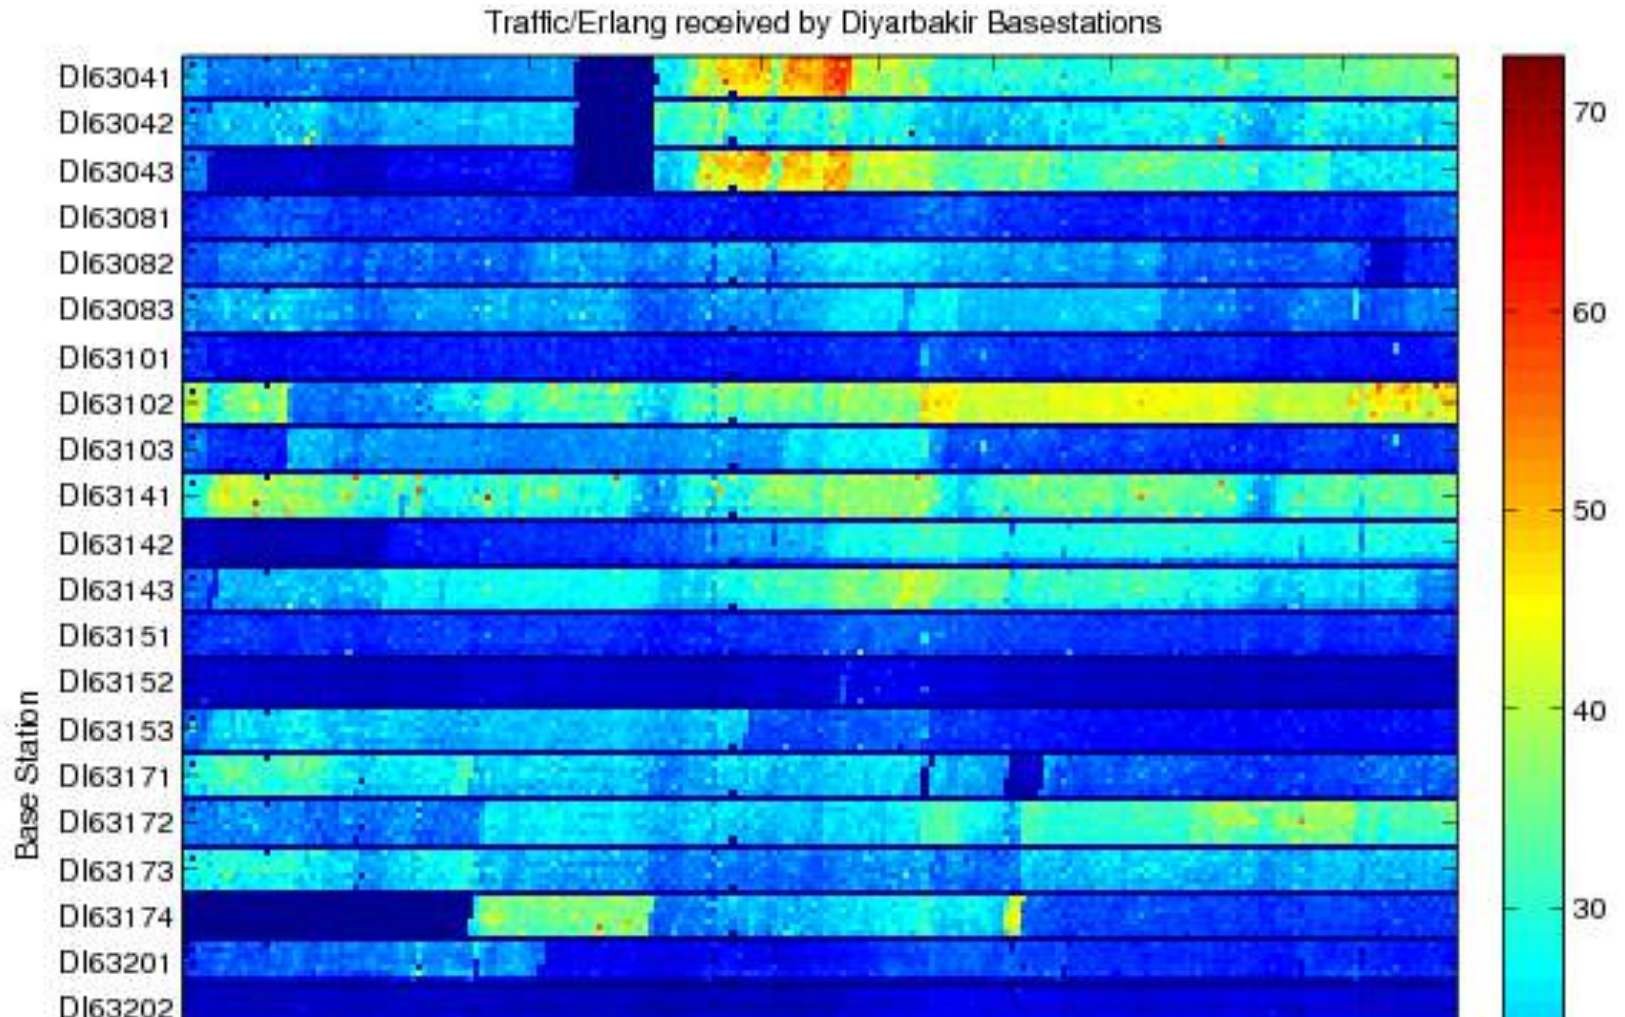 Traffic/Erlang received by Diyarbakir Basestations
DI63041
DI63042
DI63043
DI63081
DI63082
DI63083
DI63101
DI63102
DI63103
DI63141
DI63142
DI63143
DI63151
DI63152
DI63153
DI63171
DI63172
DI63173
DI63174
DI63201
DI63202
Base Station
70
60
50
40
30